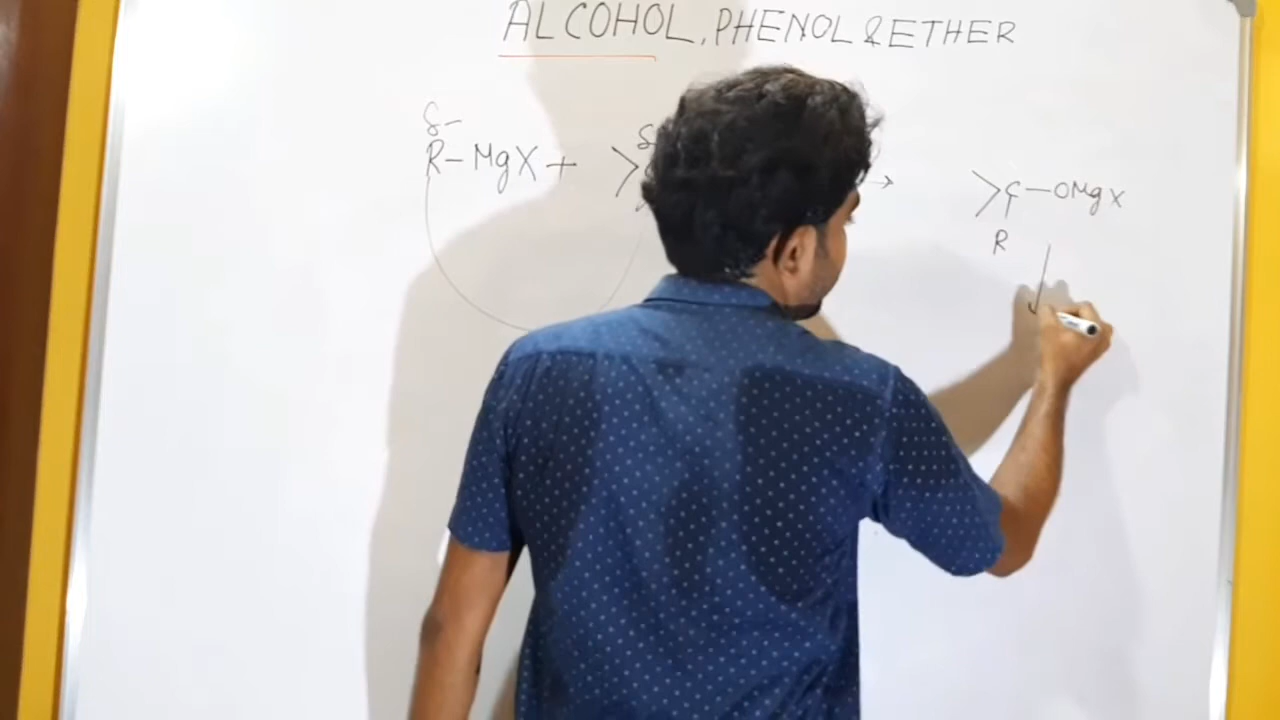 ALCOHOL, PHENOL & ETHER
δ-
R-MgX + > δ → >C-OMgX
R